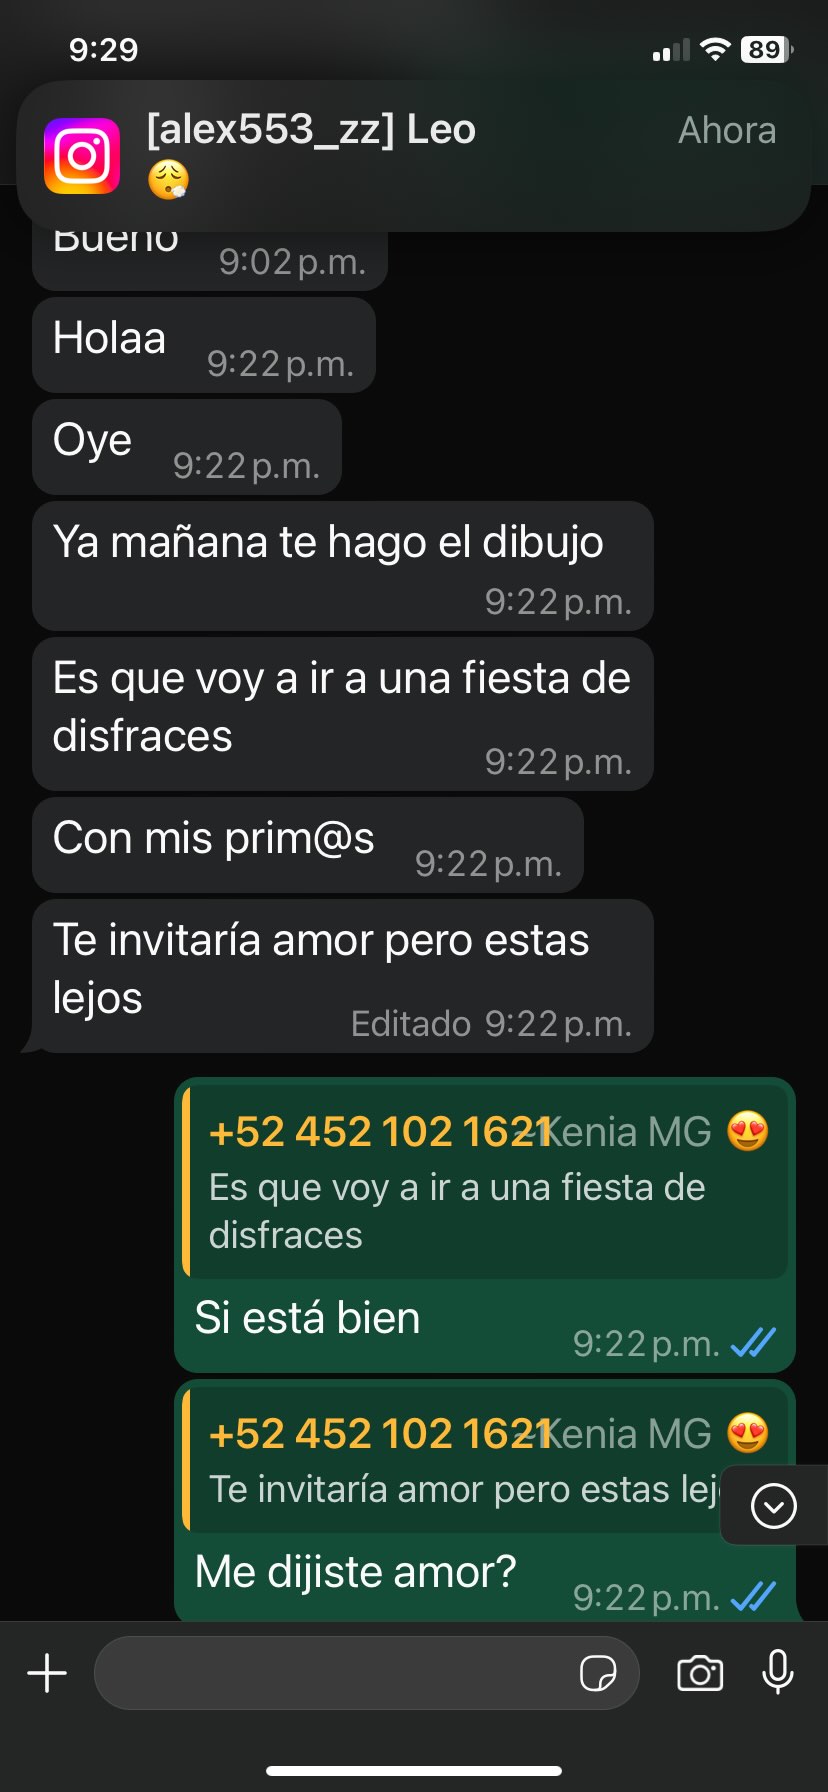 9:29
89
[alex553_zz] Leo
Ahora
😮‍💨
Bueno
9:02 p.m.
Holaa
9:22 p.m.
Oye
9:22 p.m.
Ya mañana te hago el dibujo
9:22 p.m.
Es que voy a ir a una fiesta de
disfraces
9:22 p.m.
Con mis prim@s
9:22 p.m.
Te invitaría amor pero estas
lejos
Editado 9:22 p.m.
+52 452 102 1621 ~Kenia MG 😍
Es que voy a ir a una fiesta de
disfraces
Si está bien
9:22 p.m.
+52 452 102 1621 ~Kenia MG 😍
Te invitaría amor pero estas lej
Me dijiste amor?
9:22 p.m.